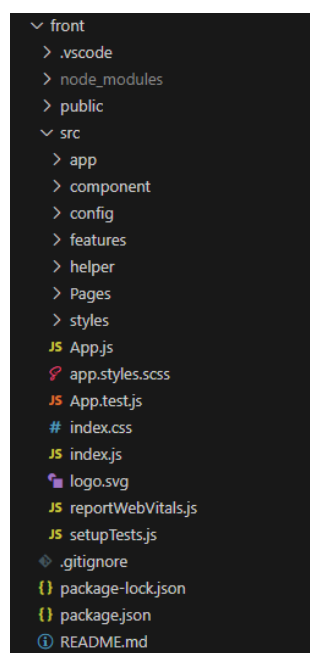 front
.vscode
node_modules
public
src
app
component
config
features
helper
Pages
styles
JS App.js
app.styles.scss
JS App.test.js
# index.css
JS index.js
logo.svg
JS reportWebVitals.js
JS setupTests.js
.gitignore
{} package-lock.json
{} package.json
README.md